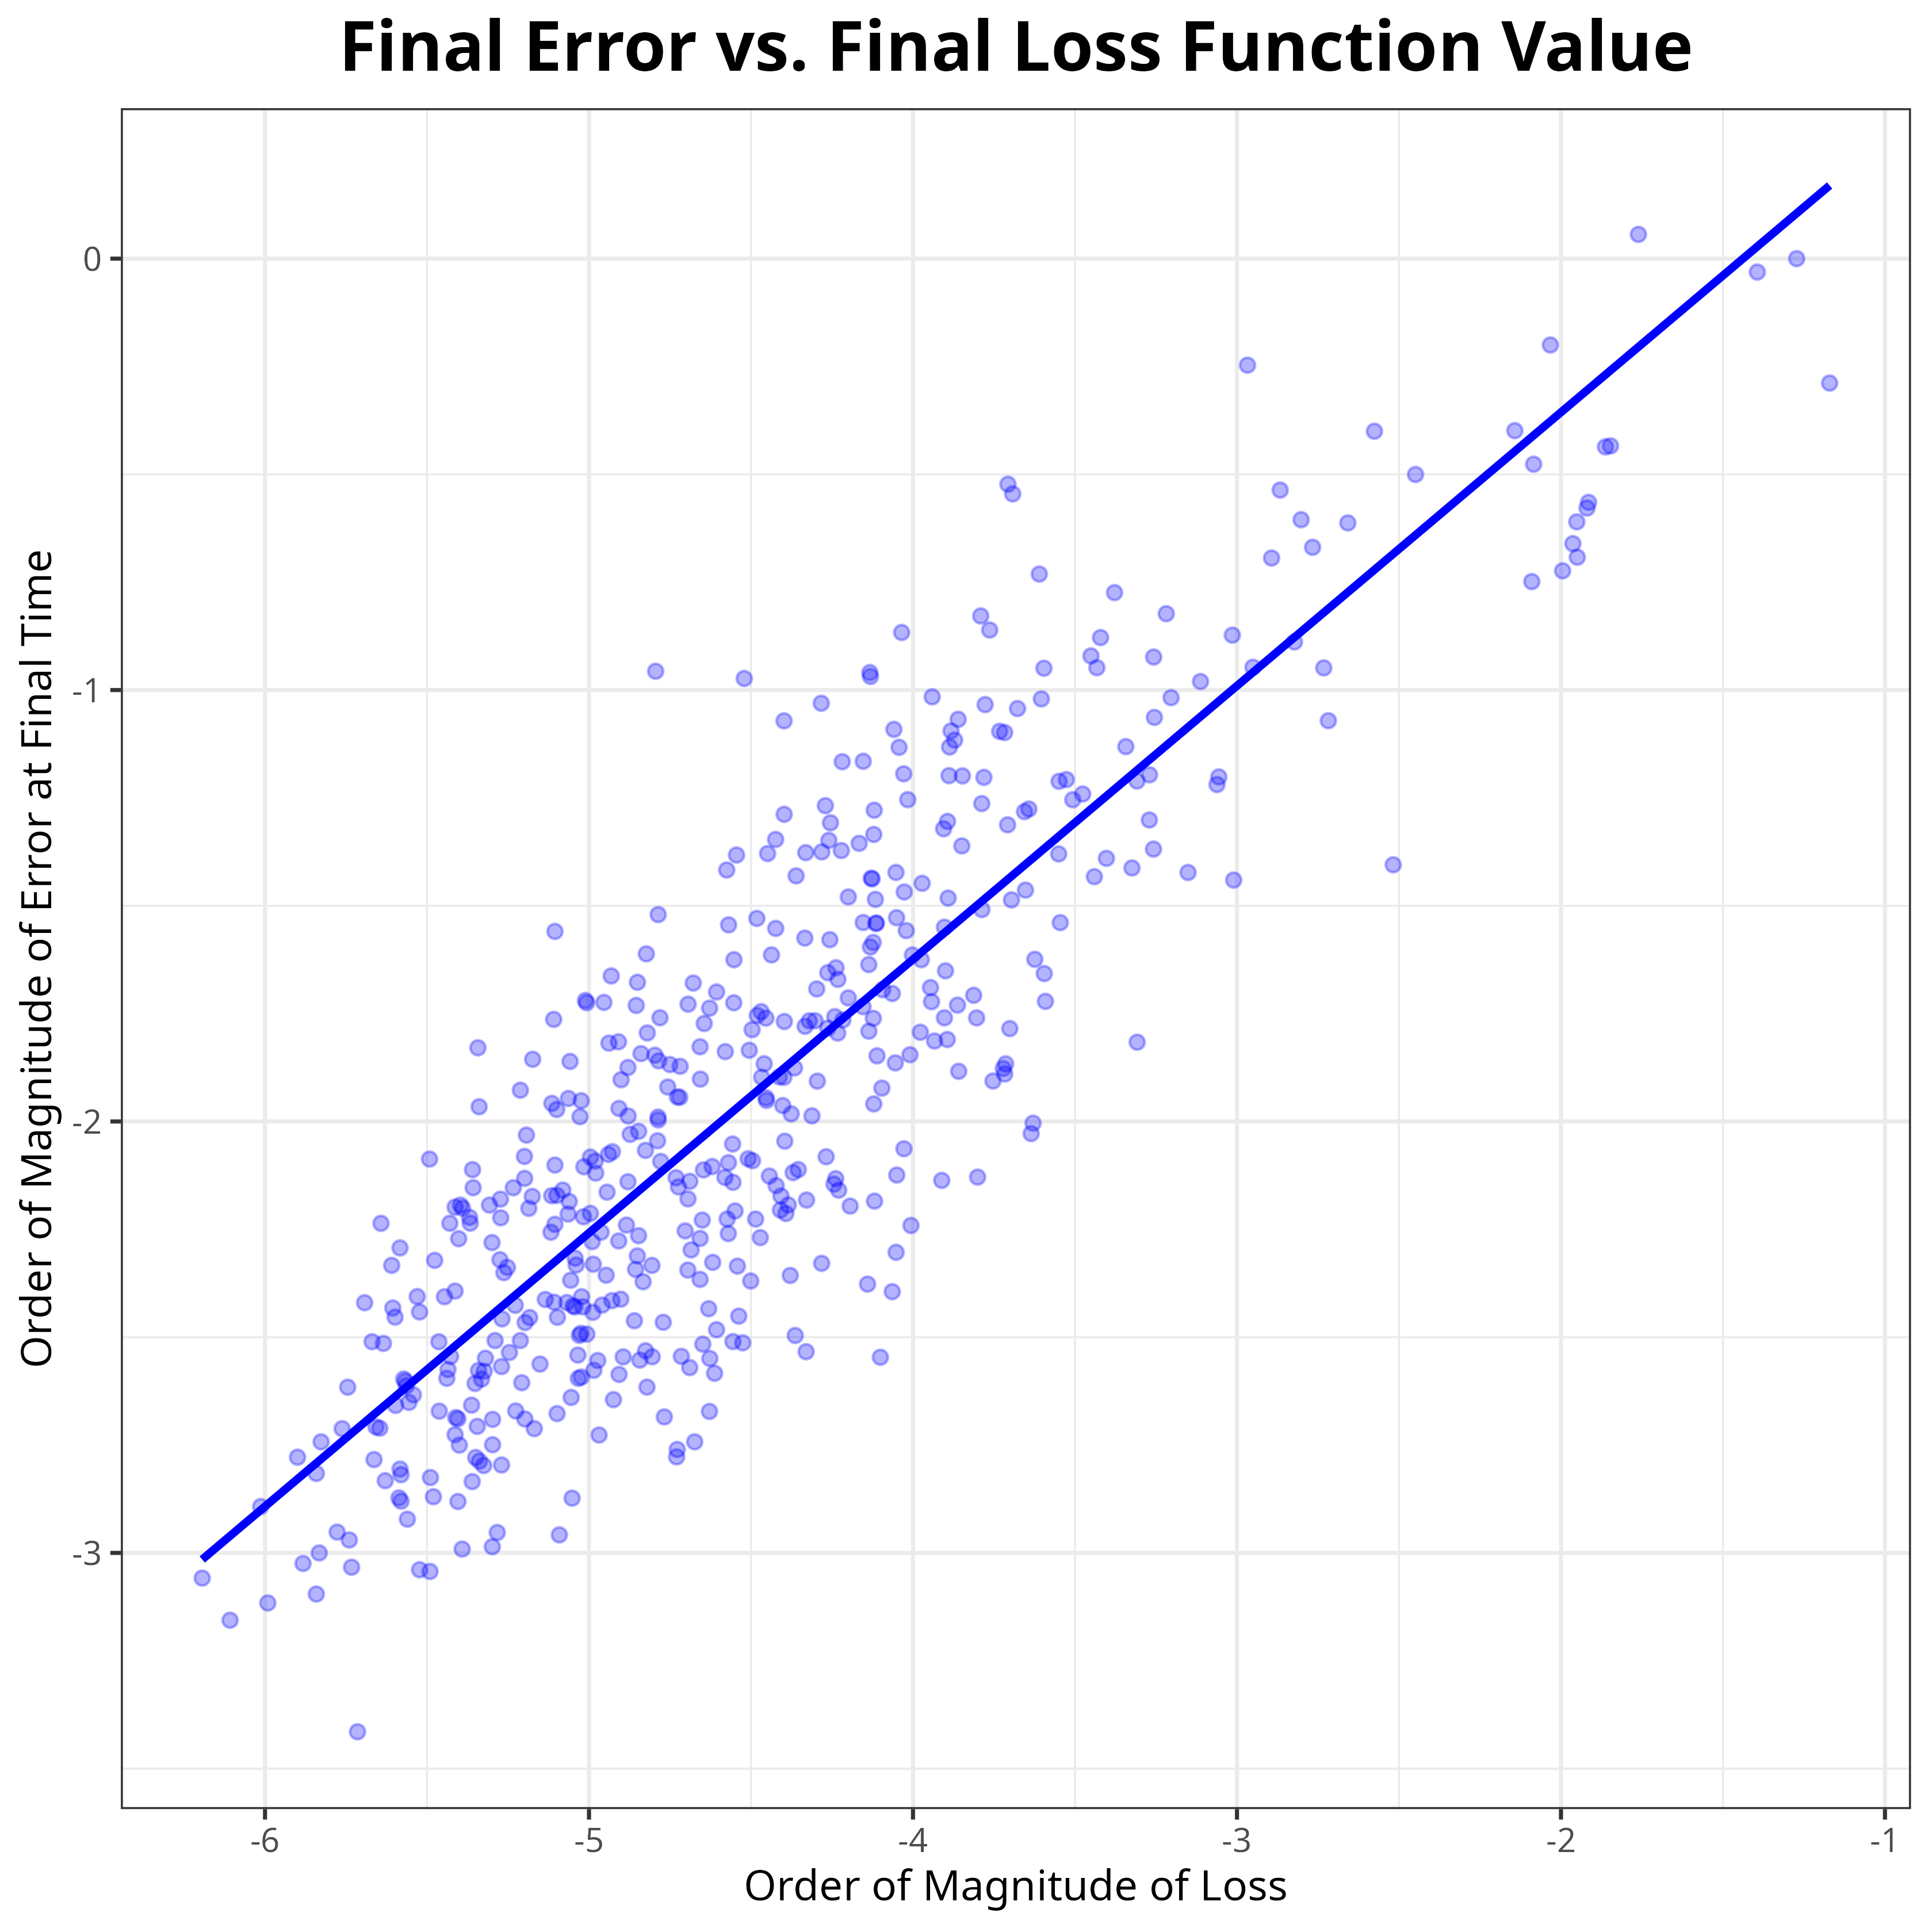 Final Error vs. Final Loss Function Value
Order of Magnitude of Error at Final Time
0
-1
-2
-3
-6 -5 -4 -3 -2 -1
Order of Magnitude of Loss